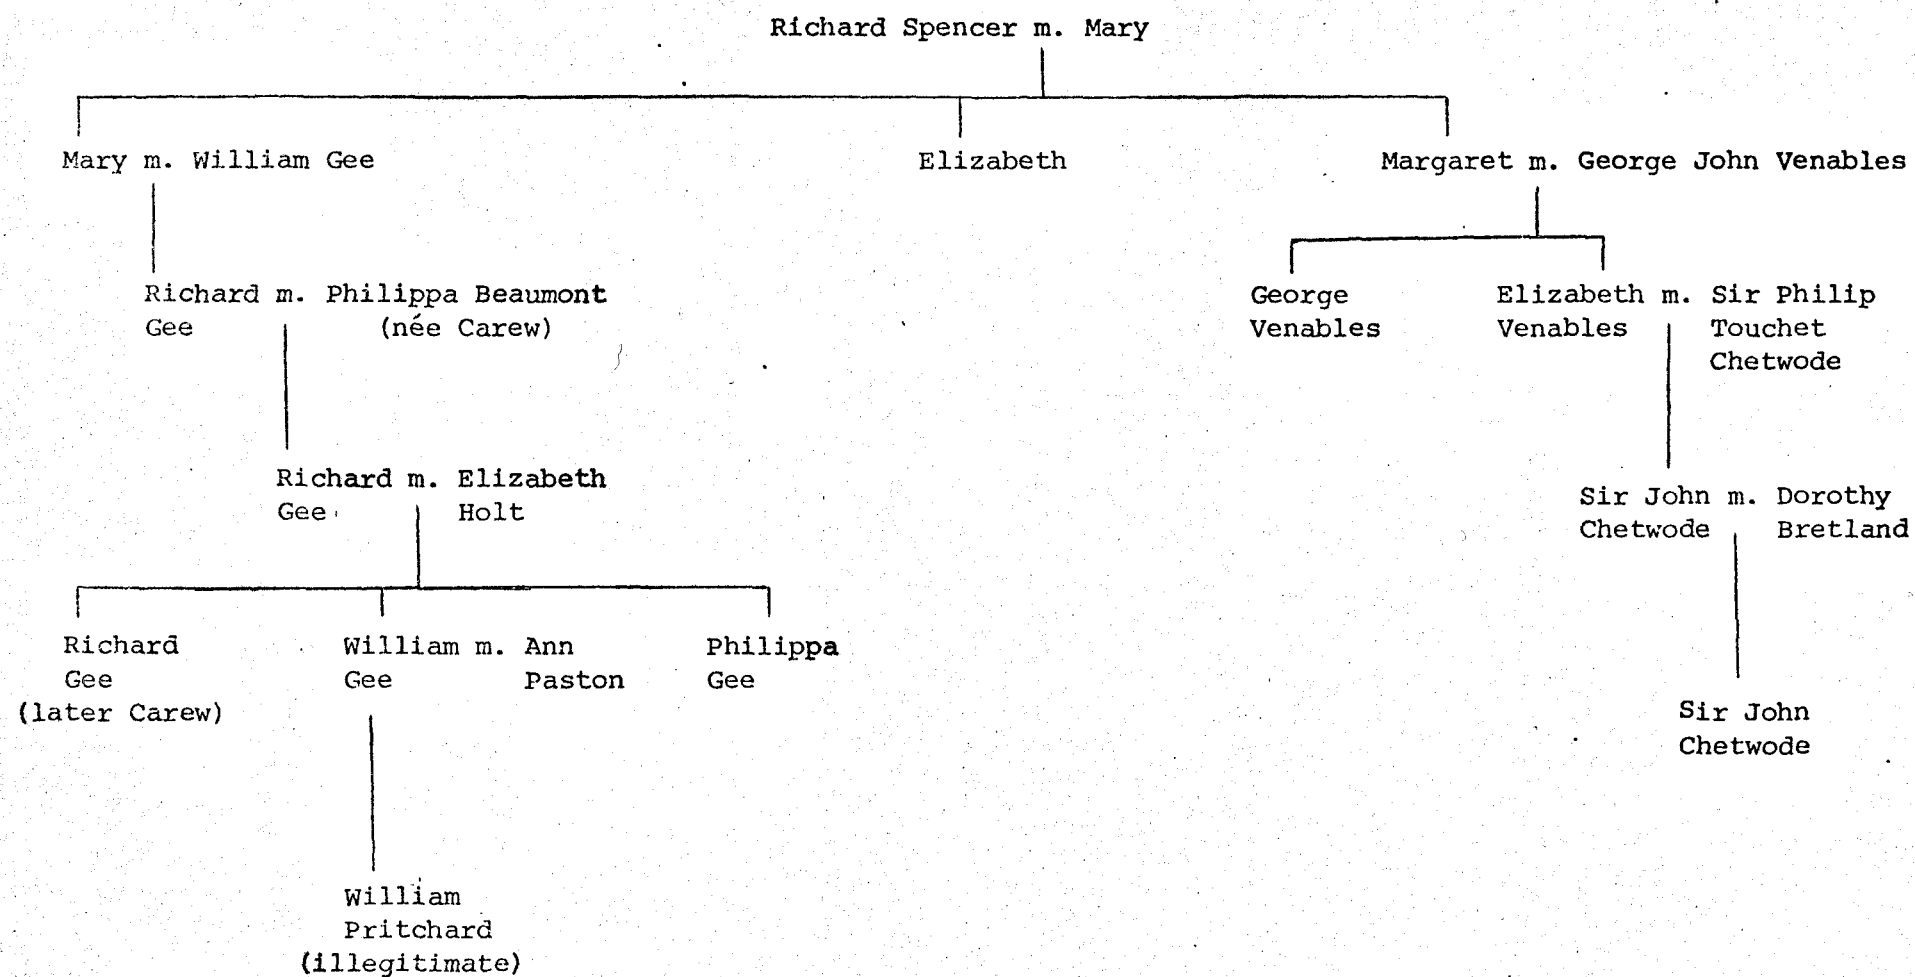 Richard Spencer m. Mary
Mary m. William Gee
Elizabeth
Margaret m. George John Venables
Richard m. Philippa Beaumont
Gee (née Carew)
George
Venables
Elizabeth m. Sir Philip
Venables Touchet
Chetwode
Richard m. Elizabeth
Gee Holt
Sir John m. Dorothy
Chetwode Bretland
Richard
Gee
(later Carew)
William m. Ann
Gee Paston
Philippa
Gee
Sir John
Chetwode
William
Pritchard
(illegitimate)